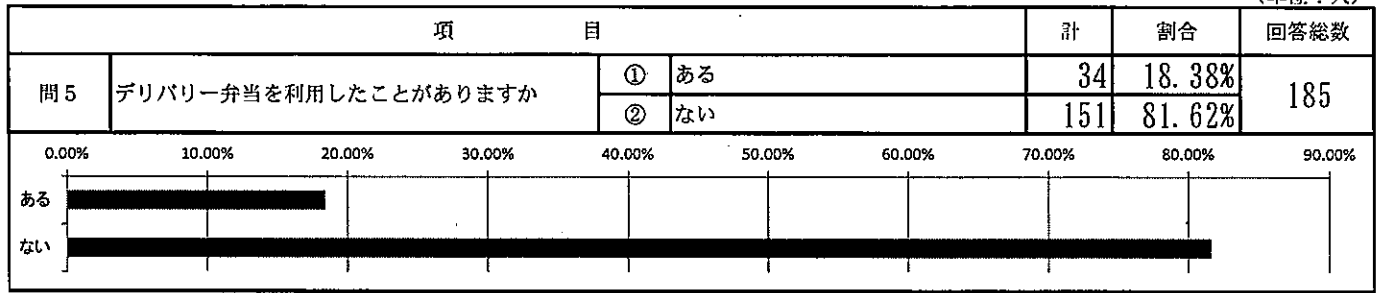 項 目 計 割合 回答総数
問5 デリバリー弁当を利用したことがありますか ① ある 34 18.38% 185
② ない 151 81.62%
0.00% 10.00% 20.00% 30.00% 40.00% 50.00% 60.00% 70.00% 80.00% 90.00%
ある
ない